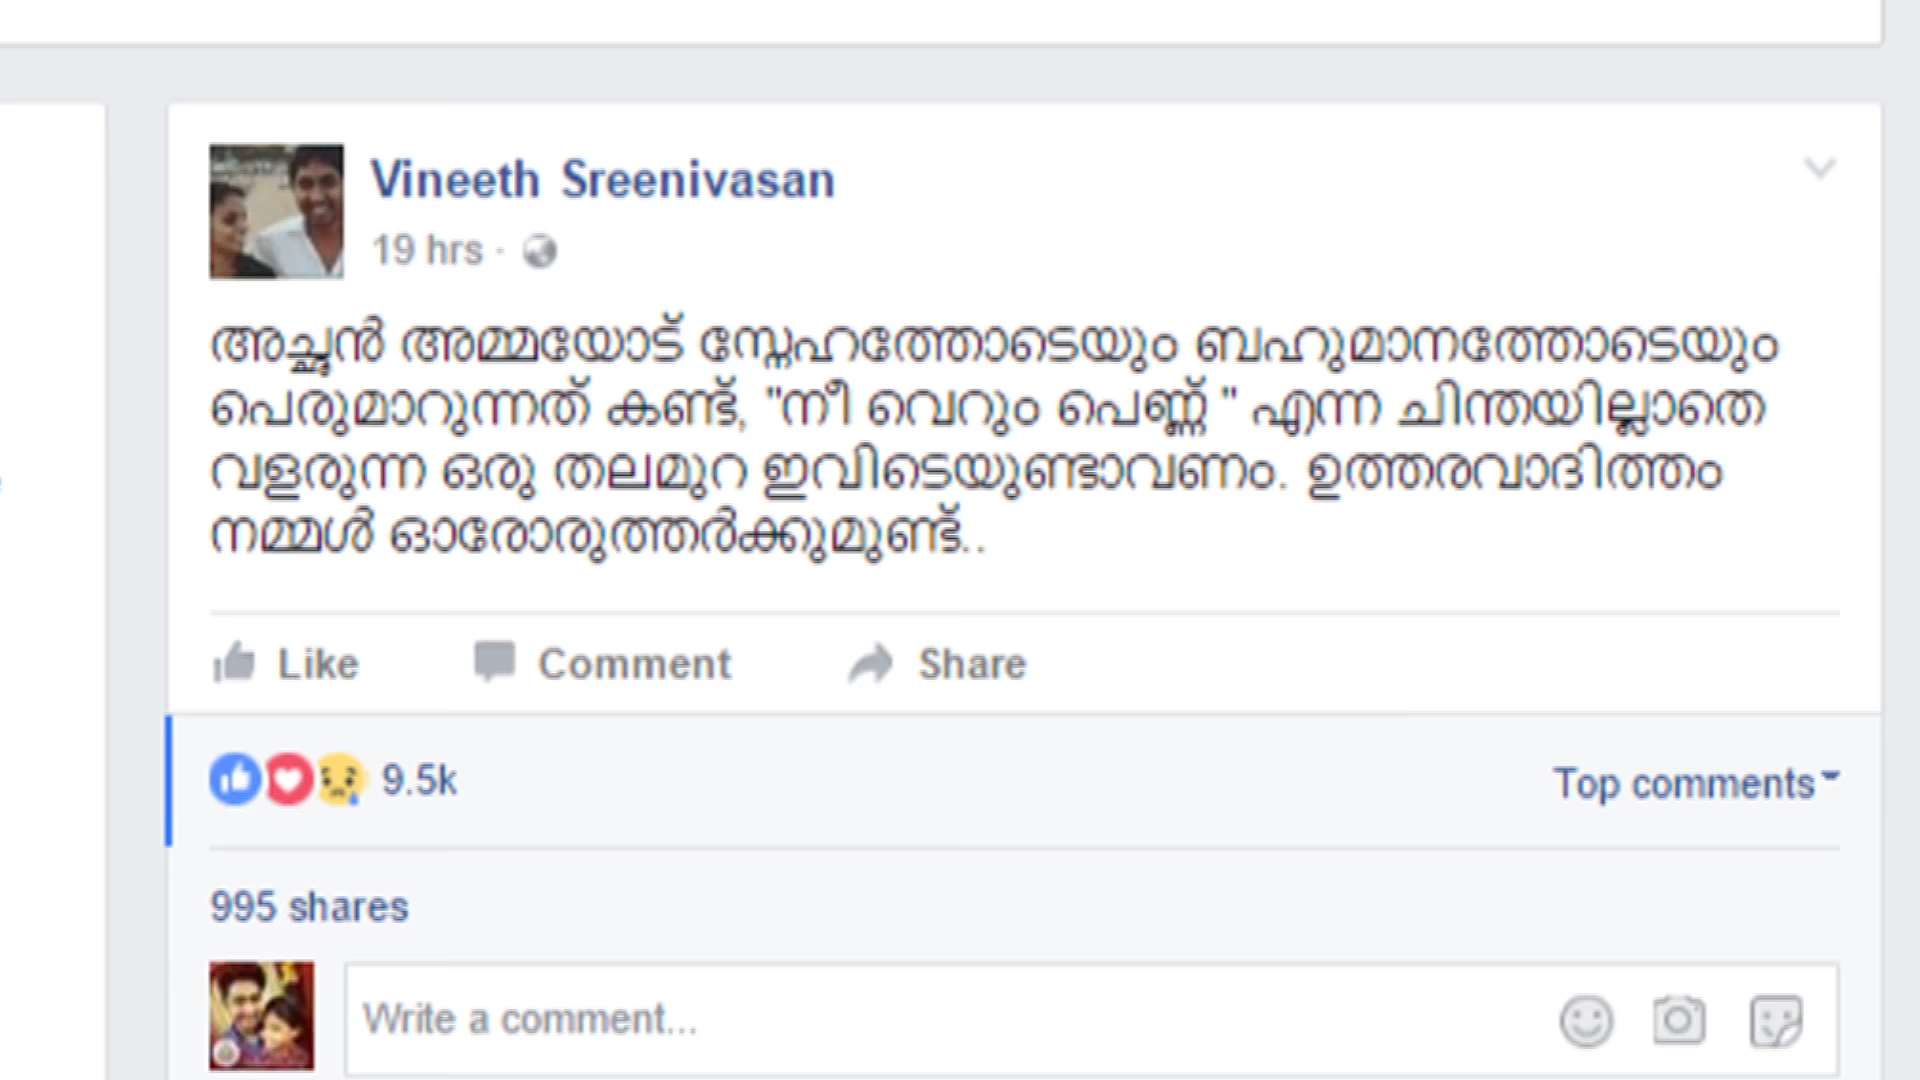 Vineeth Sreenivasan
19 hrs ·
അച്ഛൻ അമ്മയോട് സ്നേഹത്തോടെയും ബഹുമാനത്തോടെയും
പെരുമാറുന്നത് കണ്ട്, "നീ വെറും പെണ്ണ് " എന്ന ചിന്തയില്ലാതെ
വളരുന്ന ഒരു തലമുറ ഇവിടെയുണ്ടാവണം. ഉത്തരവാദിത്തം
നമ്മൾ ഓരോരുത്തർക്കുമുണ്ട്..
Like Comment Share
9.5k Top comments
995 shares
Write a comment...